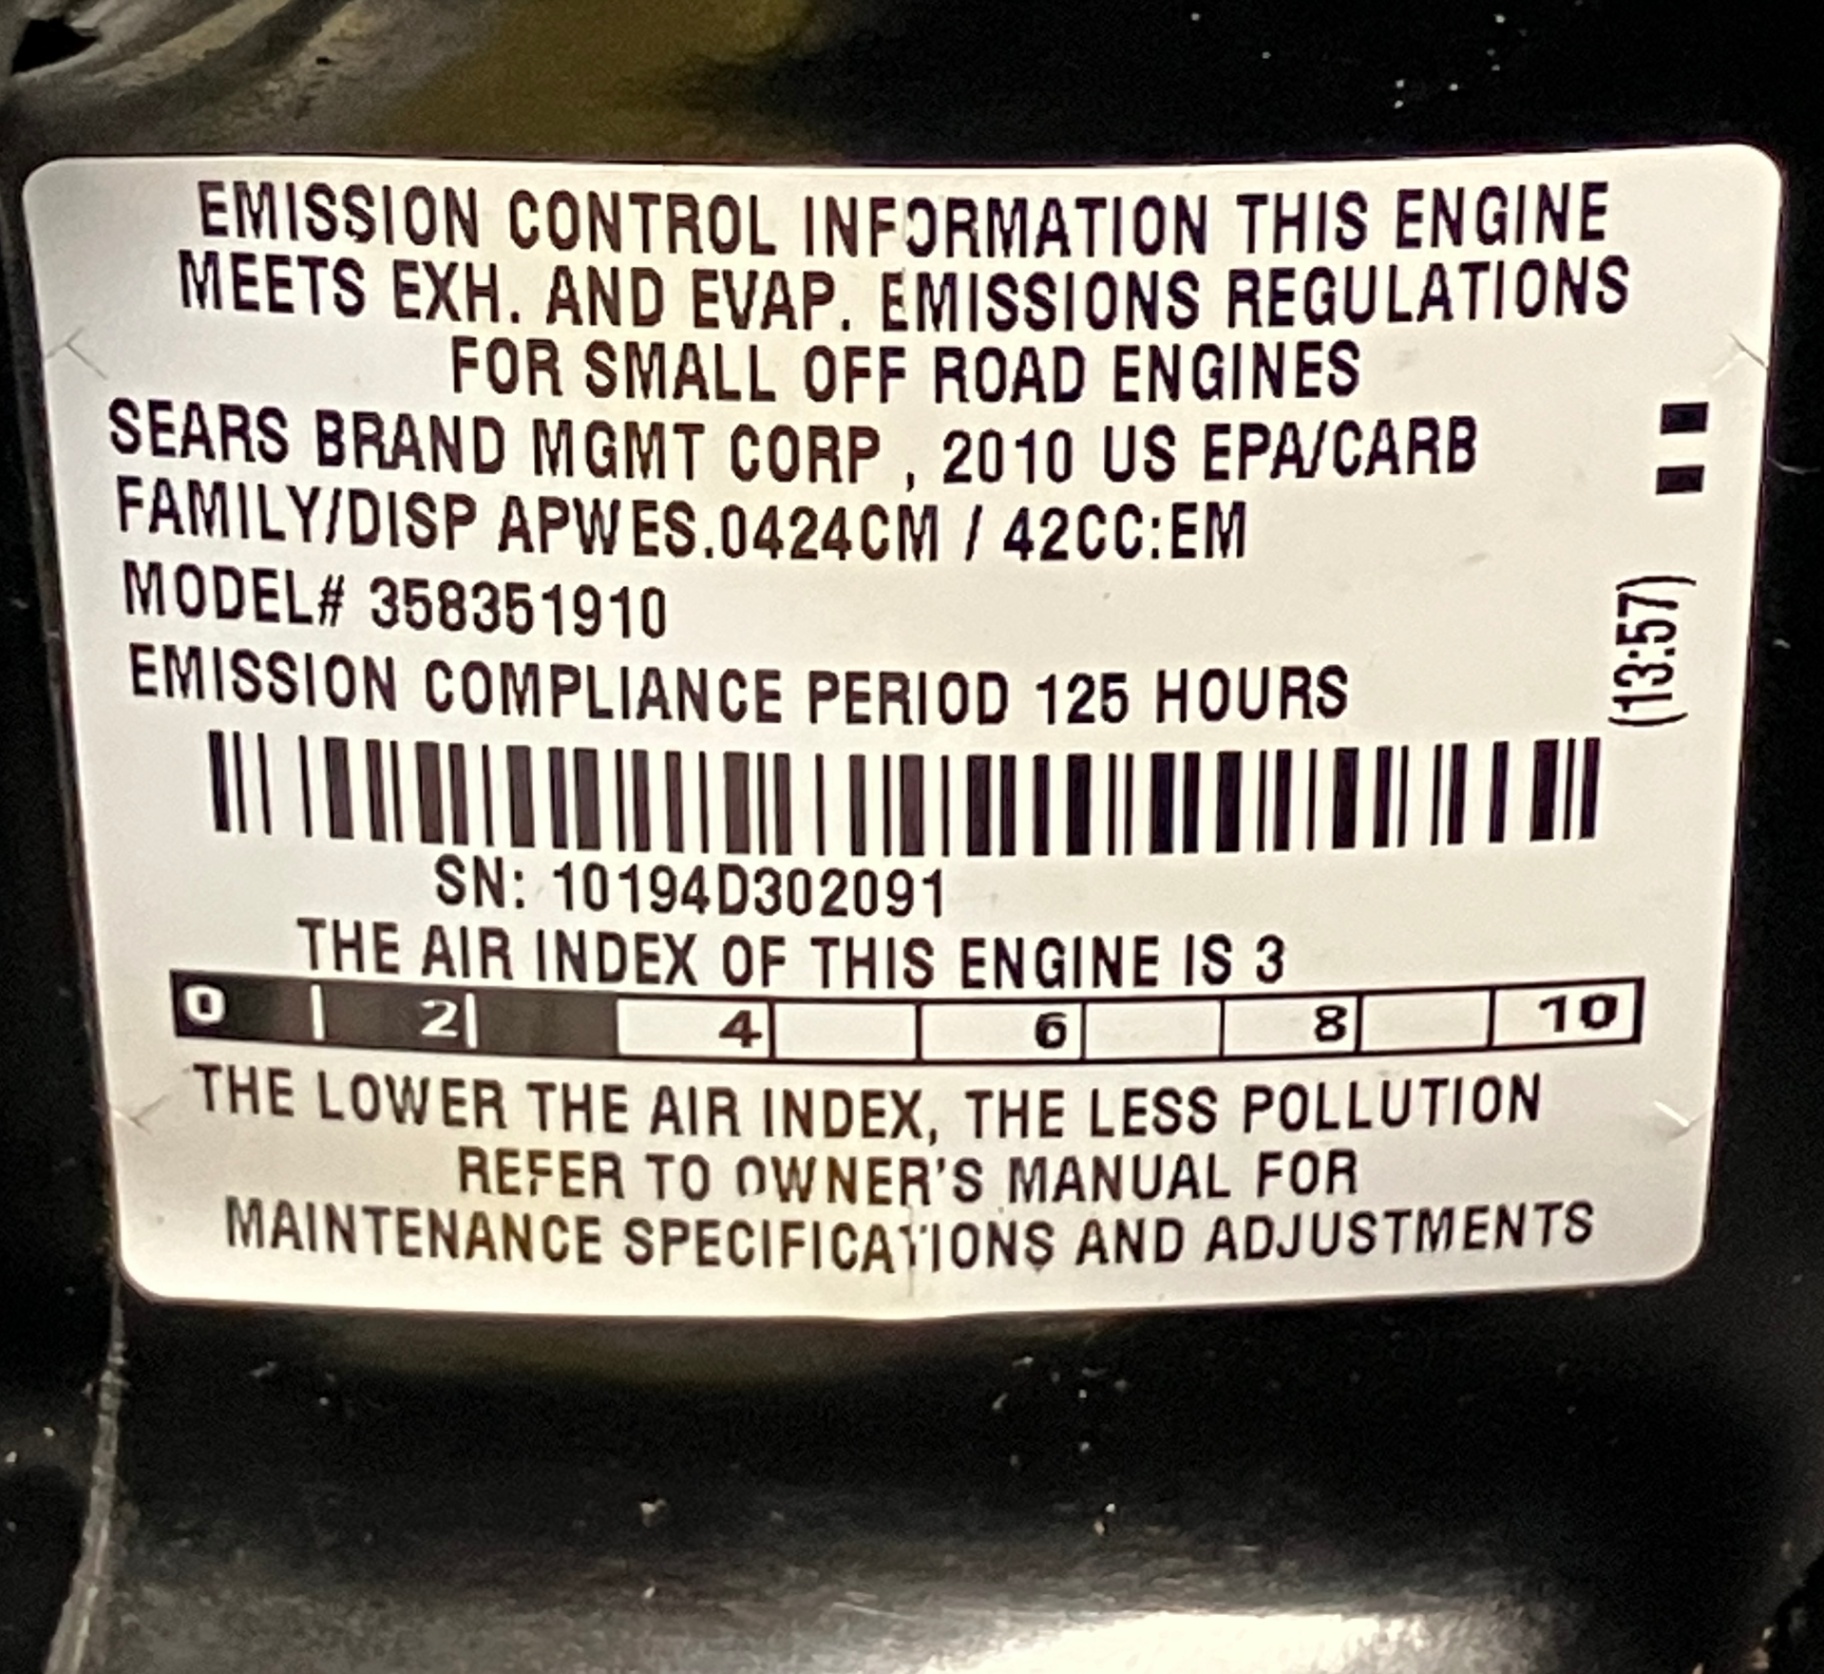 EMISSION CONTROL INFORMATION THIS ENGINE
MEETS EXH. AND EVAP. EMISSIONS REGULATIONS
FOR SMALL OFF ROAD ENGINES
SEARS BRAND MGMT CORP , 2010 US EPA/CARB
FAMILY/DISP APWES.0424CM / 42CC:EM
MODEL# 358351910
EMISSION COMPLIANCE PERIOD 125 HOURS
(13:57)
SN: 10194D302091
THE AIR INDEX OF THIS ENGINE IS 3
0 2 4 6 8 10
THE LOWER THE AIR INDEX, THE LESS POLLUTION
REFER TO OWNER'S MANUAL FOR
MAINTENANCE SPECIFICATIONS AND ADJUSTMENTS